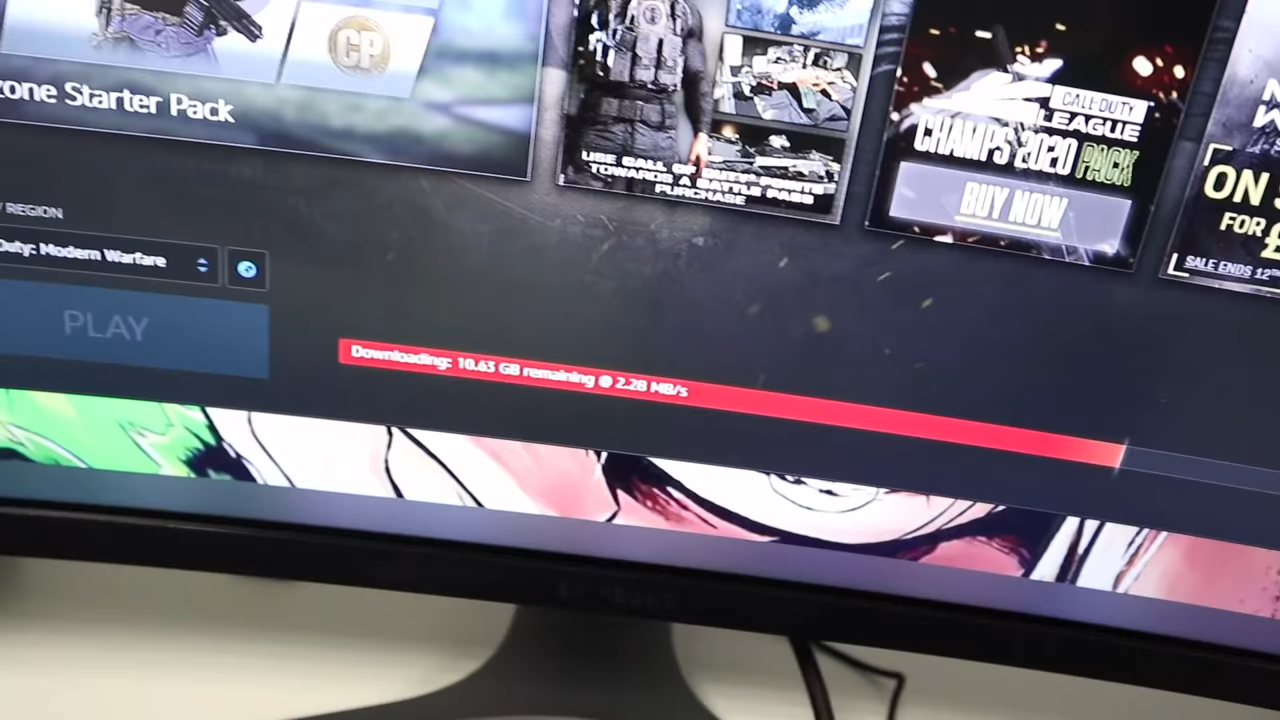 CP
zone Starter Pack
USE CALL OF DUTY POINTS
TOWARDS A BATTLE PASS
PURCHASE
CALL OF DUTY
LEAGUE
CHAMPS 2020 PACK
BUY NOW
ON
FOR £
SALE ENDS 12TH
/ REGION
Duty: Modern Warfare
PLAY
Downloading: 10.63 GB remaining @ 2.28 MB/s